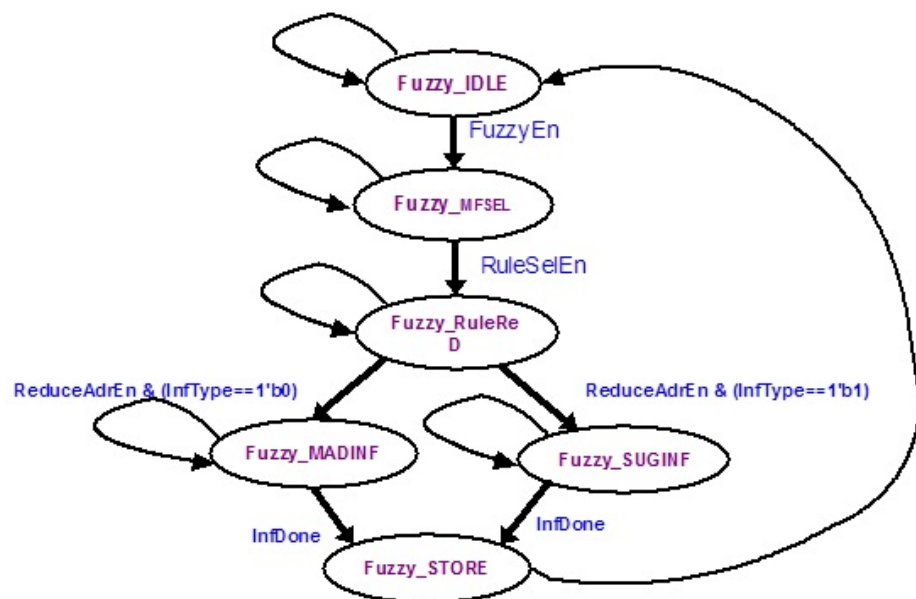 Fuzzy_IDLE
FuzzyEn
Fuzzy_MFSEL
RuleSelEn
Fuzzy_RuleRe
D
ReduceAdrEn & (InfType==1'b0)
ReduceAdrEn & (InfType==1'b1)
Fuzzy_MADINF
Fuzzy_SUGINF
InfDone
InfDone
Fuzzy_STORE